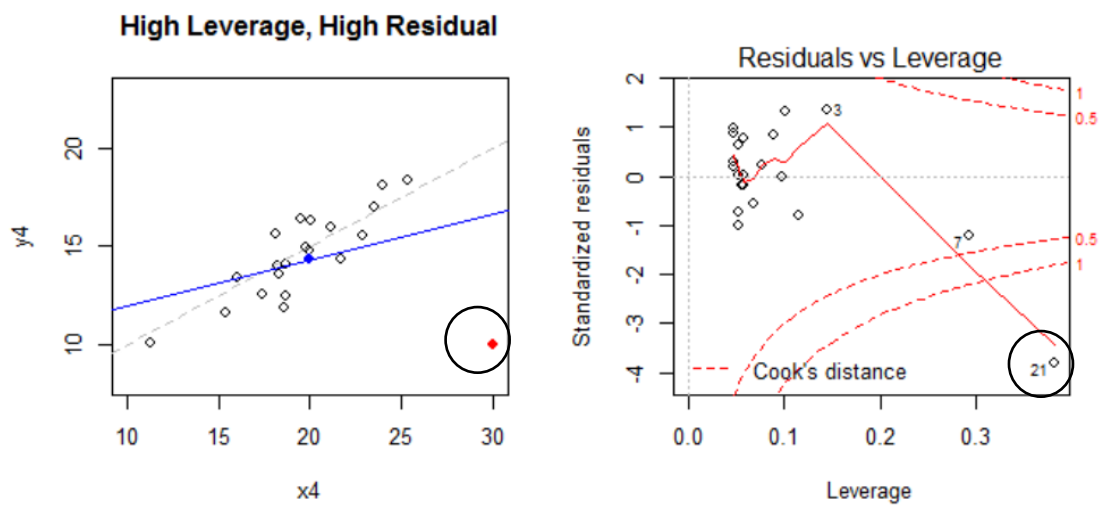 High Leverage, High Residual
y4
20
15
10
10 15 20 25 30
x4
Residuals vs Leverage
Standardized residuals
2
1
0
-1
-2
-3
-4
3
7
21
1
0.5
0.5
1
Cook's distance
0.0 0.1 0.2 0.3
Leverage